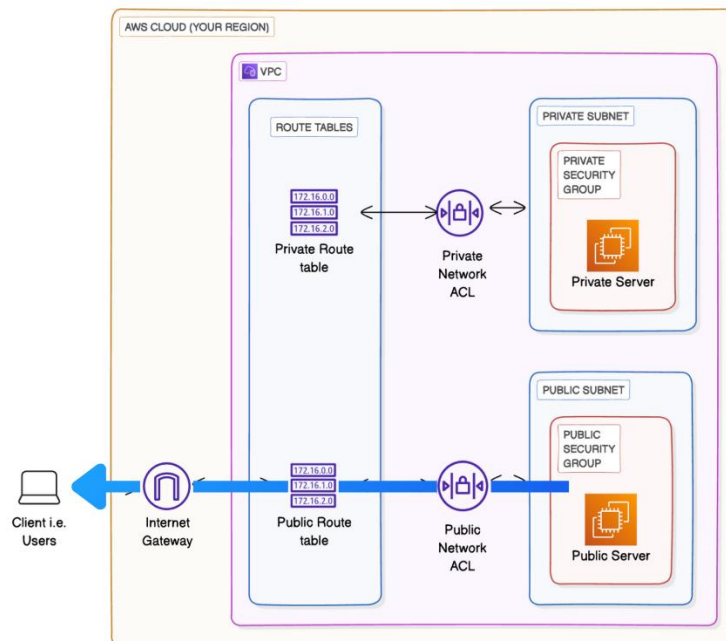 AWS CLOUD (YOUR REGION)
VPC
ROUTE TABLES
172.16.0.0
172.16.1.0
172.16.2.0
Private Route
table
Private
Network
ACL
PRIVATE SUBNET
PRIVATE
SECURITY
GROUP
Private Server
Client i.e.
Users
Internet
Gateway
172.16.0.0
172.16.1.0
172.16.2.0
Public Route
table
Public
Network
ACL
PUBLIC SUBNET
PUBLIC
SECURITY
GROUP
Public Server